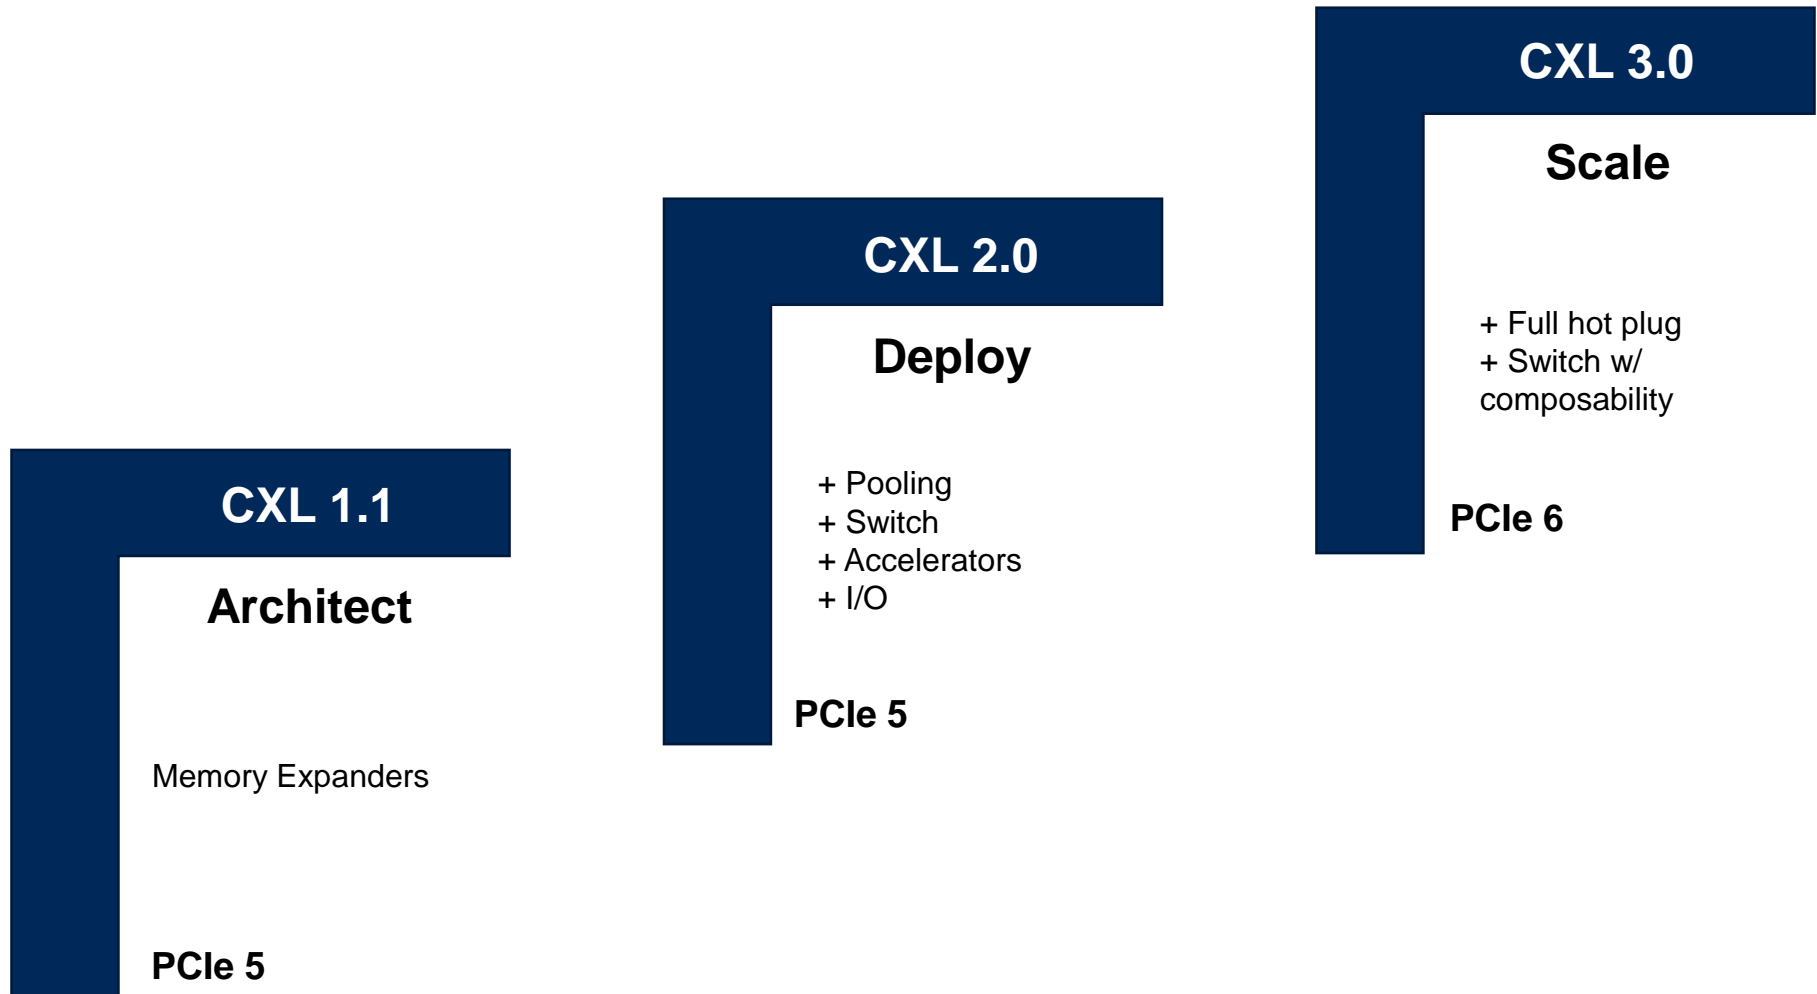 CXL 1.1
Architect
Memory Expanders
PCIe 5
CXL 2.0
Deploy
+ Pooling
+ Switch
+ Accelerators
+ I/O
PCIe 5
CXL 3.0
Scale
+ Full hot plug
+ Switch w/
composability
PCIe 6